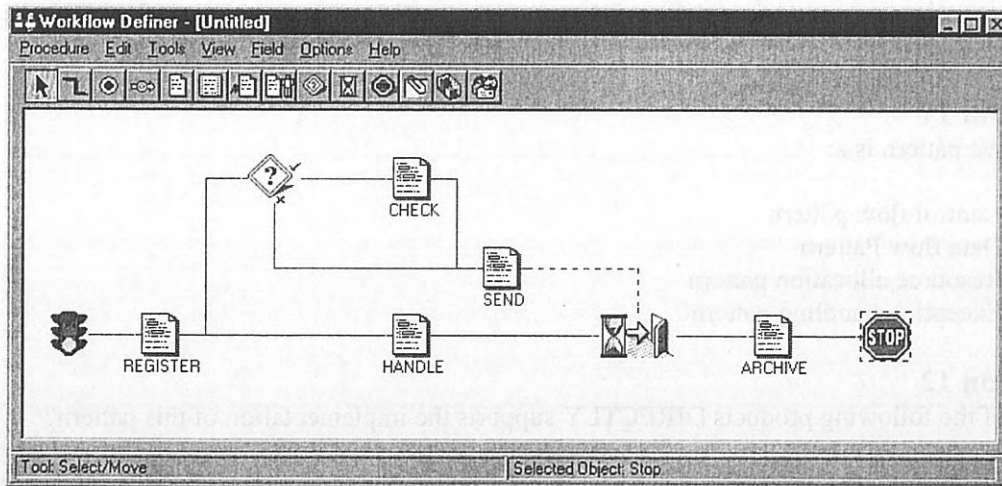 Workflow Definer - [Untitled]
Procedure Edit Tools View Field Options Help
?
CHECK
SEND
REGISTER
HANDLE
ARCHIVE
STOP
Tool: Select/Move
Selected Object: Stop